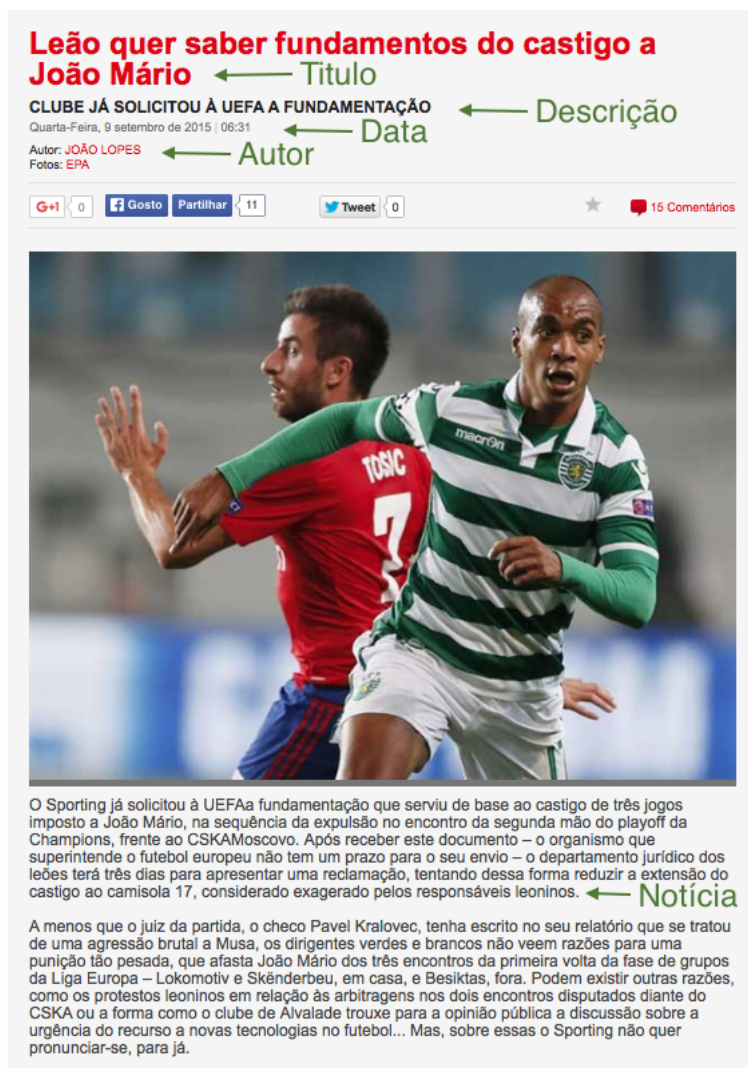 Leão quer saber fundamentos do castigo a
João Mário Titulo
CLUBE JÁ SOLICITOU À UEFA A FUNDAMENTAÇÃO Descrição
Quarta-Feira, 9 setembro de 2015 | 06:31 Data
Autor: JOÃO LOPES Autor
Fotos: EPA
G+1 0 Gosto Partilhar 11 Tweet 0 15 Comentários
macron
TOSIC
7
O Sporting já solicitou à UEFAa fundamentação que serviu de base ao castigo de três jogos
imposto a João Mário, na sequência da expulsão no encontro da segunda mão do playoff da
Champions, frente ao CSKAMoscovo. Após receber este documento – o organismo que
superintende o futebol europeu não tem um prazo para o seu envio – o departamento jurídico dos
leões terá três dias para apresentar uma reclamação, tentando dessa forma reduzir a extensão do
castigo ao camisola 17, considerado exagerado pelos responsáveis leoninos. Notícia
A menos que o juiz da partida, o checo Pavel Kralovec, tenha escrito no seu relatório que se tratou
de uma agressão brutal a Musa, os dirigentes verdes e brancos não veem razões para uma
punição tão pesada, que afasta João Mário dos três encontros da primeira volta da fase de grupos
da Liga Europa – Lokomotiv e Skënderbeu, em casa, e Besiktas, fora. Podem existir outras razões,
como os protestos leoninos em relação às arbitragens nos dois encontros disputados diante do
CSKA ou a forma como o clube de Alvalade trouxe para a opinião pública a discussão sobre a
urgência do recurso a novas tecnologias no futebol... Mas, sobre essas o Sporting não quer
pronunciar-se, para já.